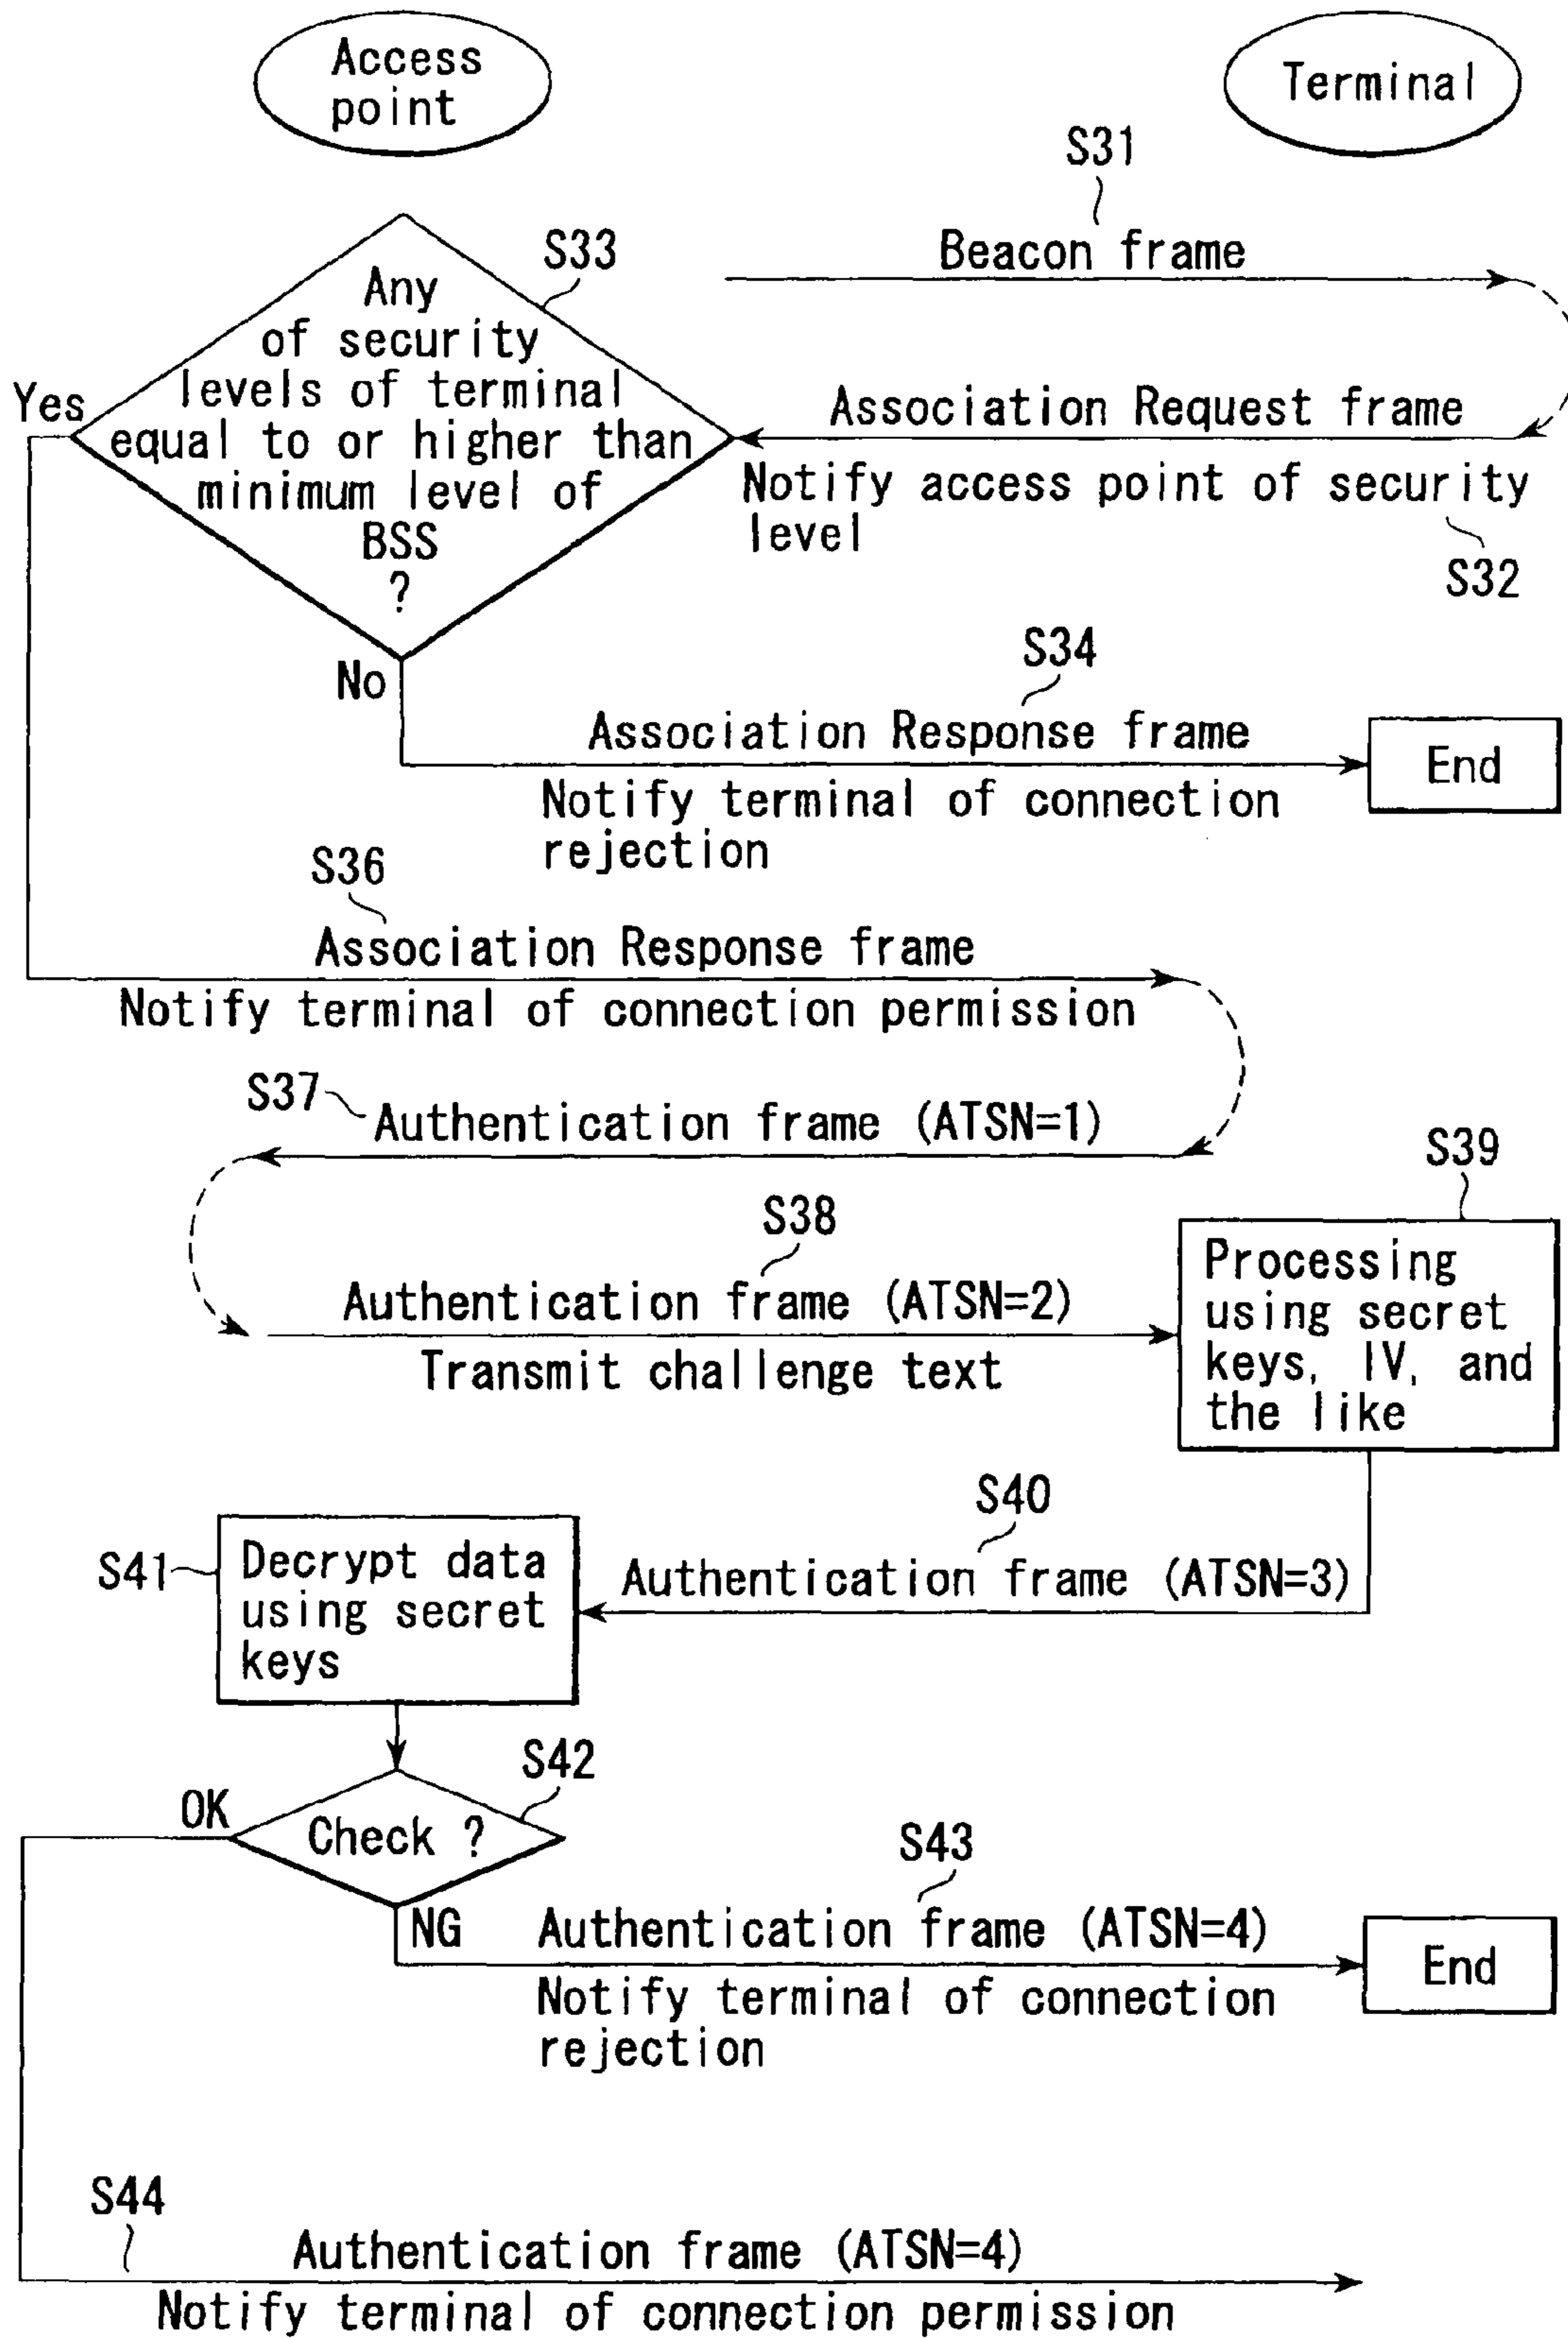 Access
point
Terminal
S31
Beacon frame
S33
Any
of security
levels of terminal
equal to or higher than
minimum level of
BSS
?
Yes
Association Request frame
Notify access point of security
level
S32
No
S34
Association Response frame
End
Notify terminal of connection
rejection
S36
Association Response frame
Notify terminal of connection permission
S37
Authentication frame (ATSN=1)
S38
Authentication frame (ATSN=2)
Transmit challenge text
S39
Processing
using secret
keys, IV, and
the like
S40
Authentication frame (ATSN=3)
S41
Decrypt data
using secret
keys
S42
Check ?
OK
NG
S43
Authentication frame (ATSN=4)
End
Notify terminal of connection
rejection
S44
Authentication frame (ATSN=4)
Notify terminal of connection permission